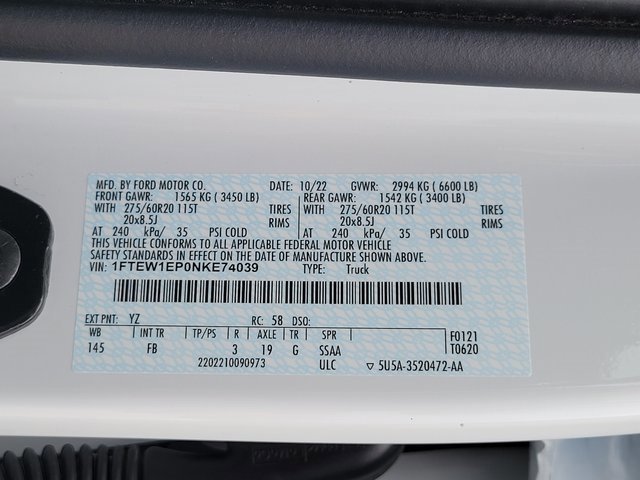 MFD. BY FORD MOTOR CO. DATE: 10/22 GVWR: 2994 KG ( 6600 LB)
FRONT GAWR: 1565 KG ( 3450 LB) REAR GAWR: 1542 KG ( 3400 LB)
WITH 275/60R20 115T TIRES WITH 275/60R20 115T TIRES
20x8.5J RIMS 20x8.5J RIMS
AT 240 kPa/ 35 PSI COLD AT 240 kPa/ 35 PSI COLD
THIS VEHICLE CONFORMS TO ALL APPLICABLE FEDERAL MOTOR VEHICLE
SAFETY STANDARDS IN EFFECT ON THE DATE OF MANUFACTURE SHOWN ABOVE.
VIN: 1FTEW1EP0NKE74039 TYPE: Truck
EXT PNT: YZ RC: 58 DSO:
WB INT TR TP/PS R AXLE TR SPR F0121
145 FB 3 19 G SSAA T0620
2202210090973 ULC 5U5A-3520472-AA